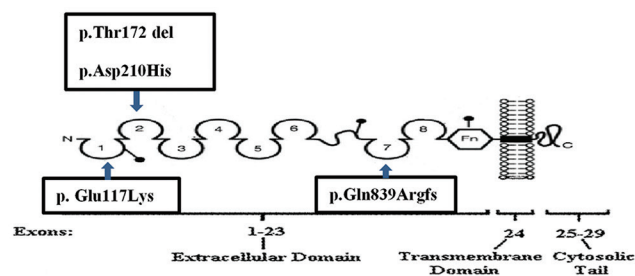 p.Thr172 del
p.Asp210His
N 1 2 3 4 5 6 7 8 Fn C
p. Glu117Lys
p.Gln839Argfs
Exons: 1-23 24 25-29
Extracellular Domain Transmembrane Cytosolic
Domain Tail